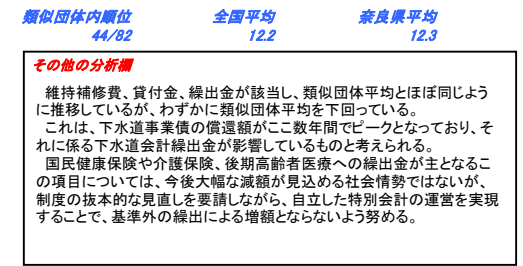 類似団体内順位 全国平均 奈良県平均
44/82 12.2 12.3
その他の分析欄
維持補修費、貸付金、繰出金が該当し、類似団体平均とほぼ同じよう
に推移しているが、わずかに類似団体平均を下回っている。
これは、下水道事業債の償還額がここ数年間でピークとなっており、そ
れに係る下水道会計繰出金が影響しているものと考えられる。
国民健康保険や介護保険、後期高齢者医療への繰出金が主となるこ
の項目については、今後大幅な減額が見込める社会情勢ではないが、
制度の抜本的な見直しを要請しながら、自立した特別会計の運営を実現
することで、基準外の繰出による増額とならないよう努める。